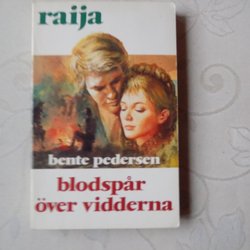 raija
bente pedersen
blodspår
över vidderna